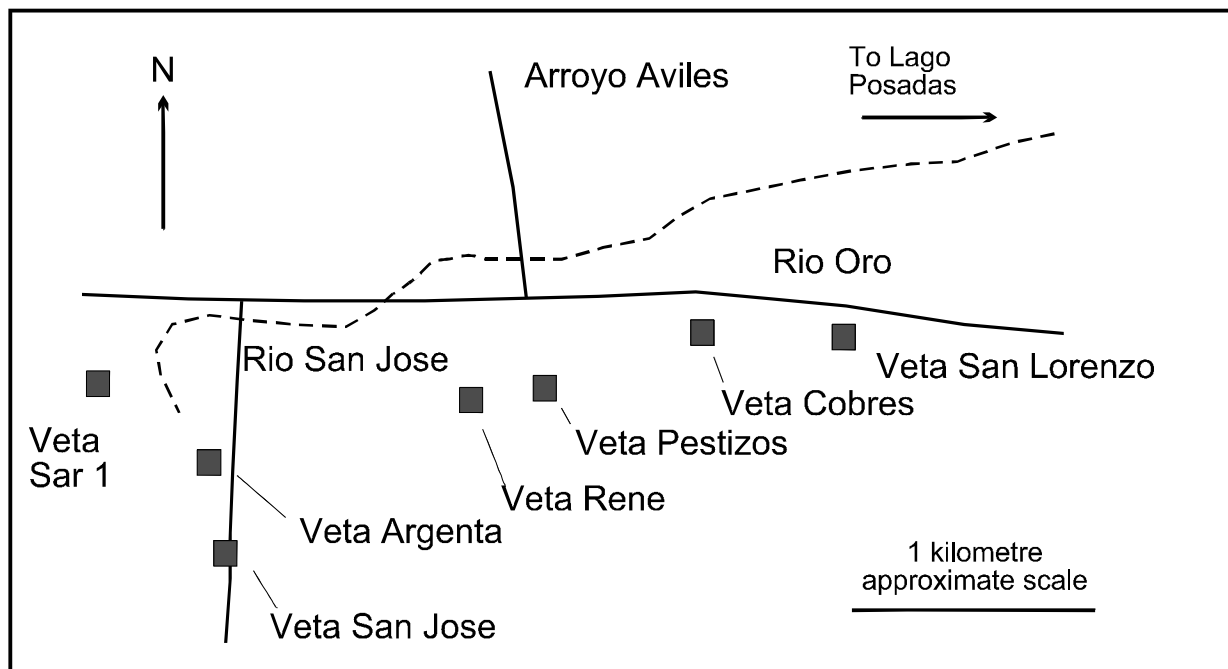 N
Arroyo Aviles
To Lago
Posadas
Rio Oro
Rio San Jose
Veta San Lorenzo
Veta Cobres
Veta Pestizos
Veta
Sar 1
Veta Rene
Veta Argenta
1 kilometre
approximate scale
Veta San Jose